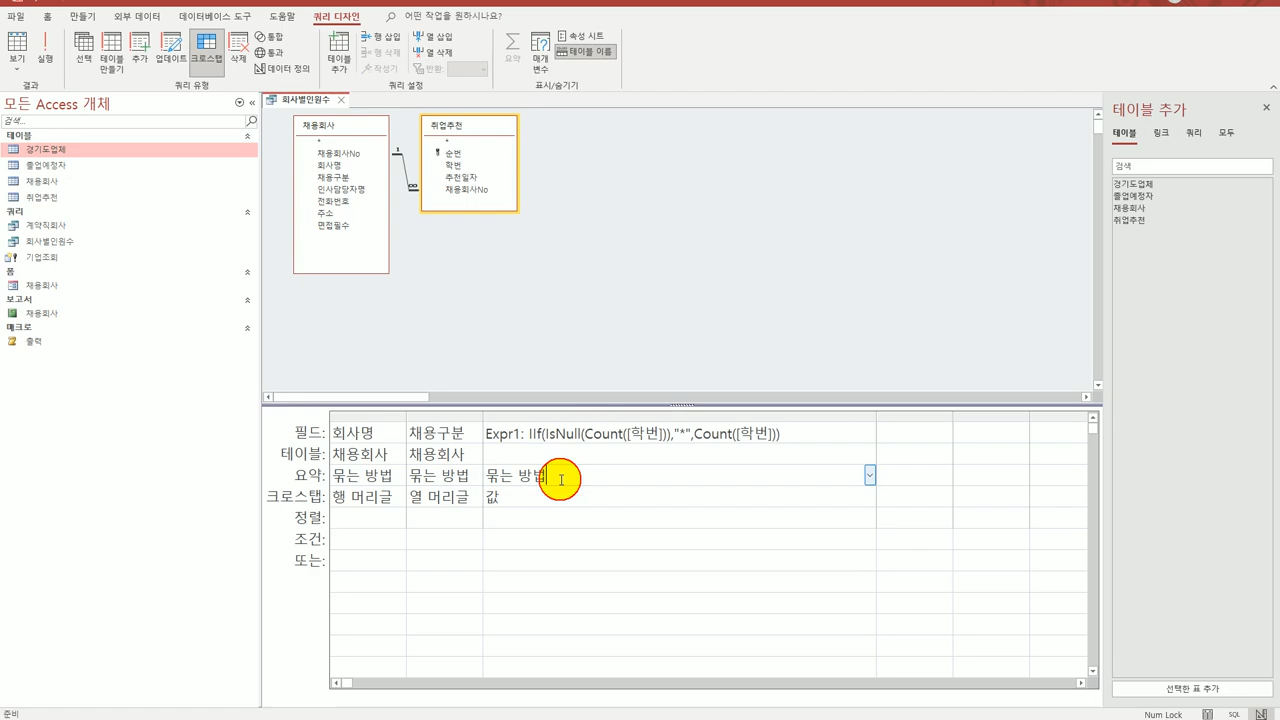 파일 홈 만들기 외부 데이터 데이터베이스 도구 도움말 쿼리 디자인 어떤 작업을 원하시나요?
보기 실행 선택 테이블 만들기 추가 업데이트 크로스탭 삭제 통합 통과 데이터 정의 테이블 추가 행 삽입 행 삭제 작성기 열 삽입 열 삭제 반환: 요약 매개 변수 속성 시트 테이블 이름
결과 쿼리 유형 쿼리 설정 표시/숨기기
모든 Access 개체
검색...
테이블
경기도업체
졸업예정자
채용회사
취업추천
쿼리
계약직회사
회사별인원수
기업조회
폼
채용회사
보고서
채용회사
매크로
출력
회사별인원수
채용회사
*
채용회사No
회사명
채용구분
인사담당자명
전화번호
주소
면접필수
1
∞
취업추천
*
순번
학번
추천일자
채용회사No
필드: 회사명 채용구분 Expr1: IIf(IsNull(Count([학번])),"*",Count([학번]))
테이블: 채용회사 채용회사
요약: 묶는 방법 묶는 방법 묶는 방법
크로스탭: 행 머리글 열 머리글 값
정렬:
조건:
또는:
테이블 추가
테이블 링크 쿼리 모두
검색
경기도업체
졸업예정자
채용회사
취업추천
선택한 표 추가
준비 Num Lock SQL